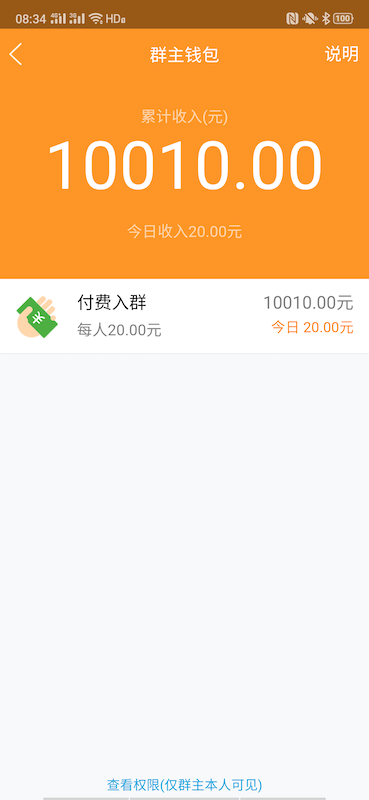 08:34 4G 3G HD
100
群主钱包
说明
累计收入(元)
10010.00
今日收入20.00元
付费入群
10010.00元
每人20.00元
今日 20.00元
查看权限(仅群主本人可见)